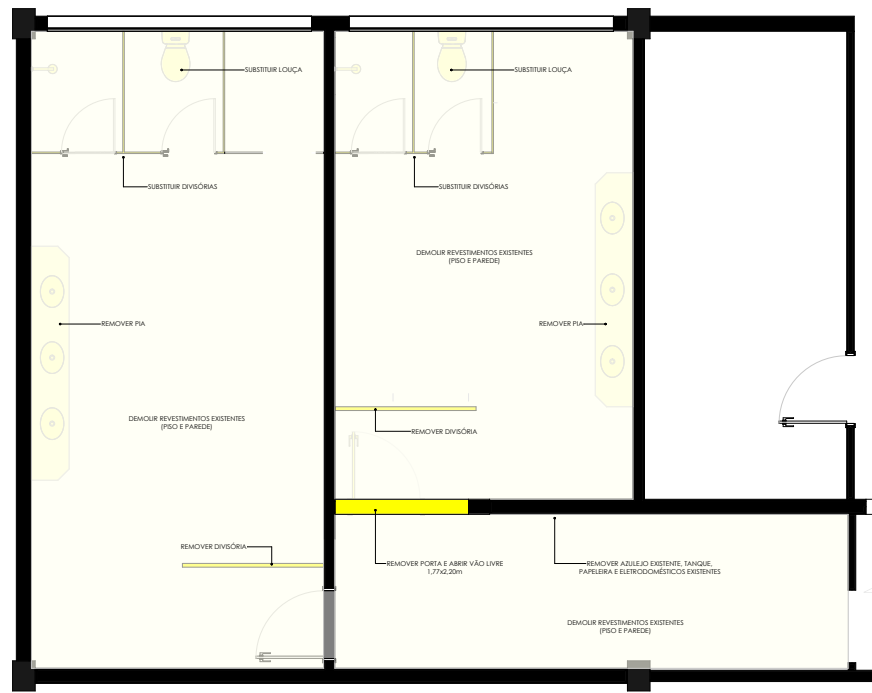 SUBSTITUIR LOUÇA
SUBSTITUIR LOUÇA
SUBSTITUIR DIVISÓRIAS
SUBSTITUIR DIVISÓRIAS
DEMOLIR REVESTIMENTOS EXISTENTES
(PISO E PAREDE)
REMOVER PIA
REMOVER PIA
DEMOLIR REVESTIMENTOS EXISTENTES
(PISO E PAREDE)
REMOVER DIVISÓRIA
REMOVER DIVISÓRIA
REMOVER PORTA E ABRIR VÃO LIVRE
1,77x2,20m
REMOVER AZULEJO EXISTENTE, TANQUE,
PAPELEIRA E ELETRODOMÉSTICOS EXISTENTES
DEMOLIR REVESTIMENTOS EXISTENTES
(PISO E PAREDE)